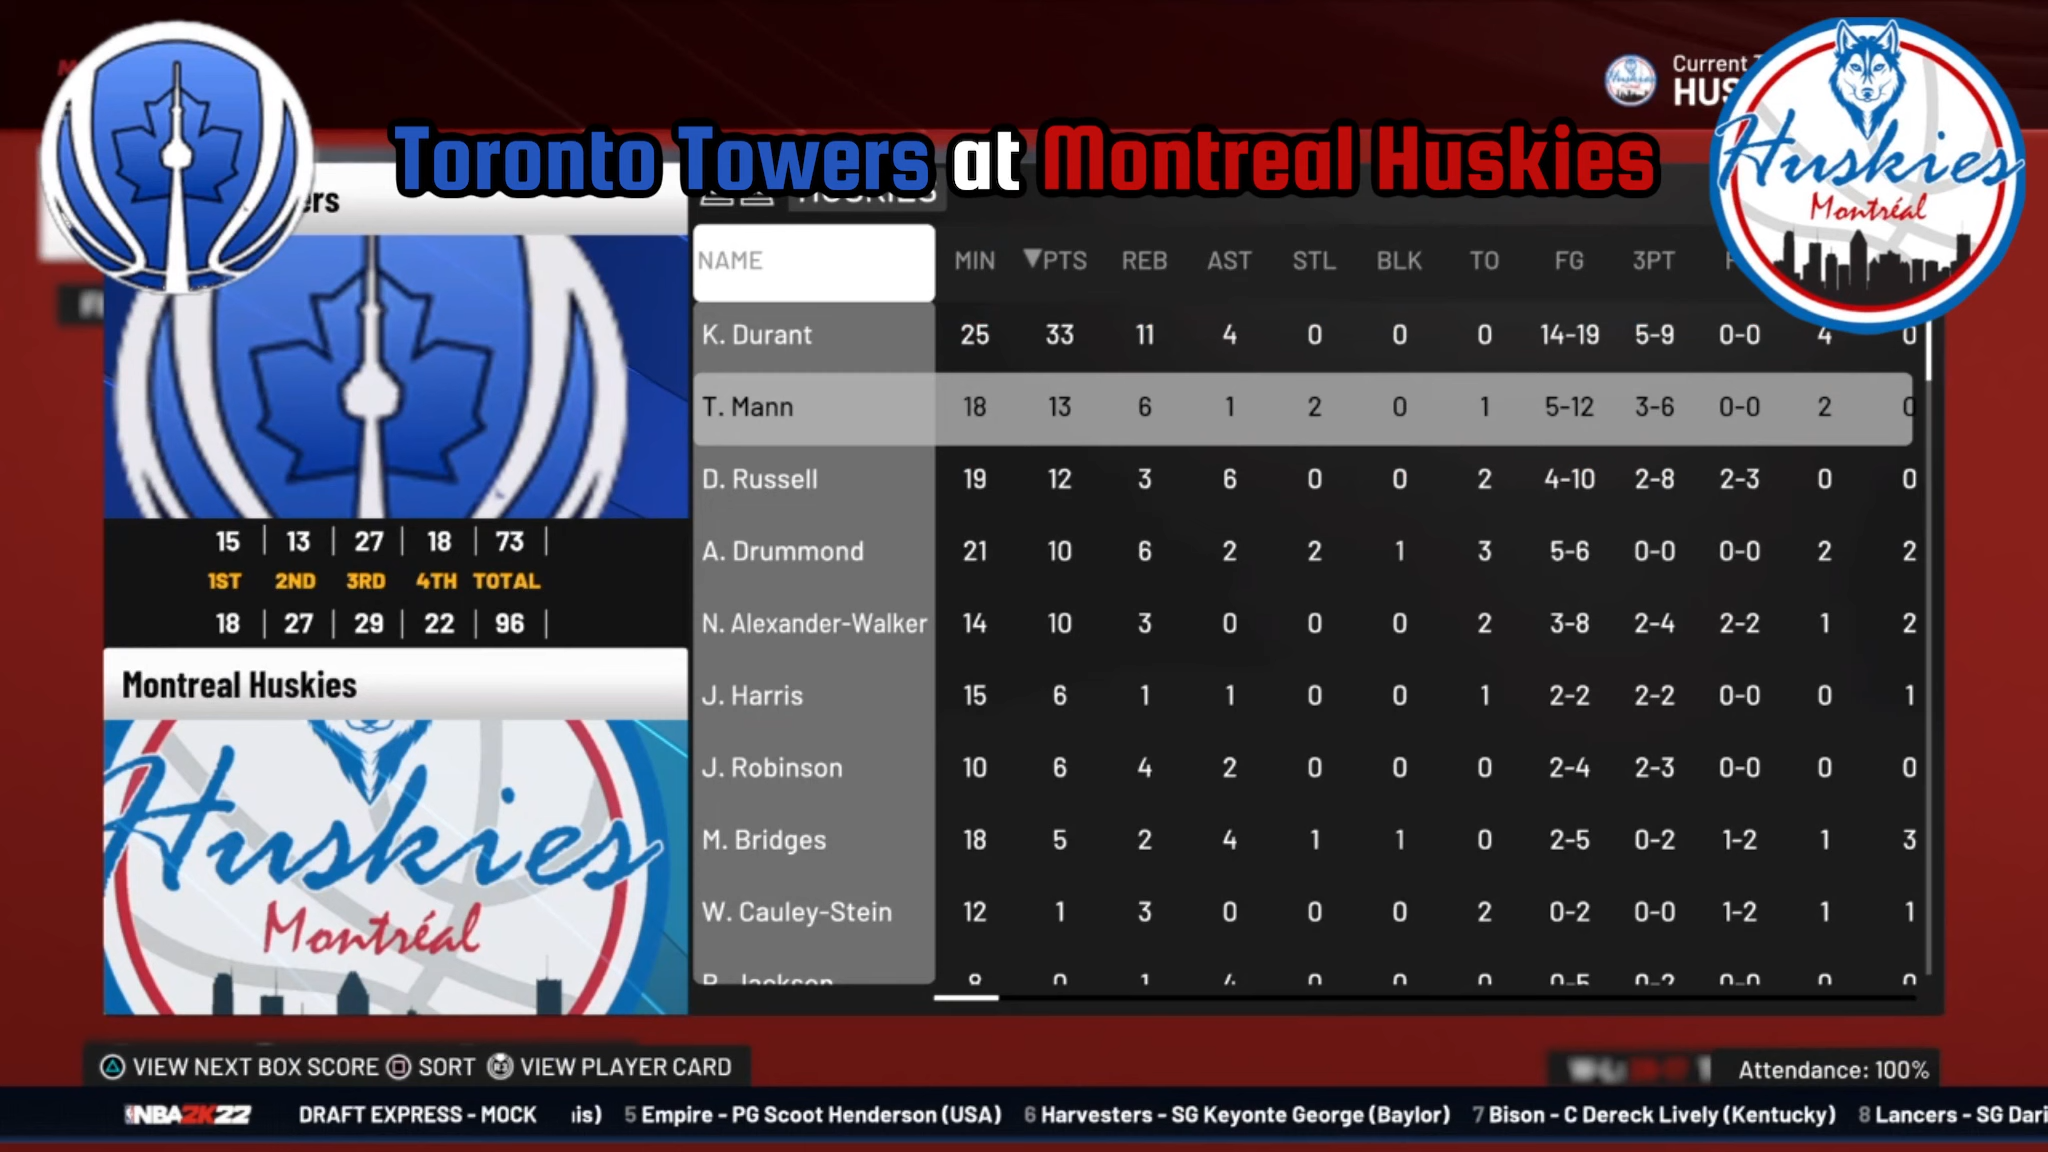 Current
HUS
Toronto Towers at Montreal Huskies
Huskies
Montréal
HUSKIES
NAME MIN ▼PTS REB AST STL BLK TO FG 3PT
K. Durant 25 33 11 4 0 0 0 14-19 5-9 0-0 4 0
T. Mann 18 13 6 1 2 0 1 5-12 3-6 0-0 2 0
D. Russell 19 12 3 6 0 0 2 4-10 2-8 2-3 0 0
A. Drummond 21 10 6 2 2 1 3 5-6 0-0 0-0 2 2
N. Alexander-Walker 14 10 3 0 0 0 2 3-8 2-4 2-2 1 2
J. Harris 15 6 1 1 0 0 1 2-2 2-2 0-0 0 1
J. Robinson 10 6 4 2 0 0 0 2-4 2-3 0-0 0 0
M. Bridges 18 5 2 4 1 1 0 2-5 0-2 1-2 1 3
W. Cauley-Stein 12 1 3 0 0 0 2 0-2 0-0 1-2 1 1
Jackson
15 | 13 | 27 | 18 | 73 |
1ST 2ND 3RD 4TH TOTAL
18 | 27 | 29 | 22 | 96 |
Montreal Huskies
Huskies
Montréal
VIEW NEXT BOX SCORE SORT R3 VIEW PLAYER CARD
Attendance: 100%
NBA2K22 DRAFT EXPRESS - MOCK is) 5 Empire - PG Scoot Henderson (USA) 6 Harvesters - SG Keyonte George (Baylor) 7 Bison - C Dereck Lively (Kentucky) 8 Lancers - SG Dari